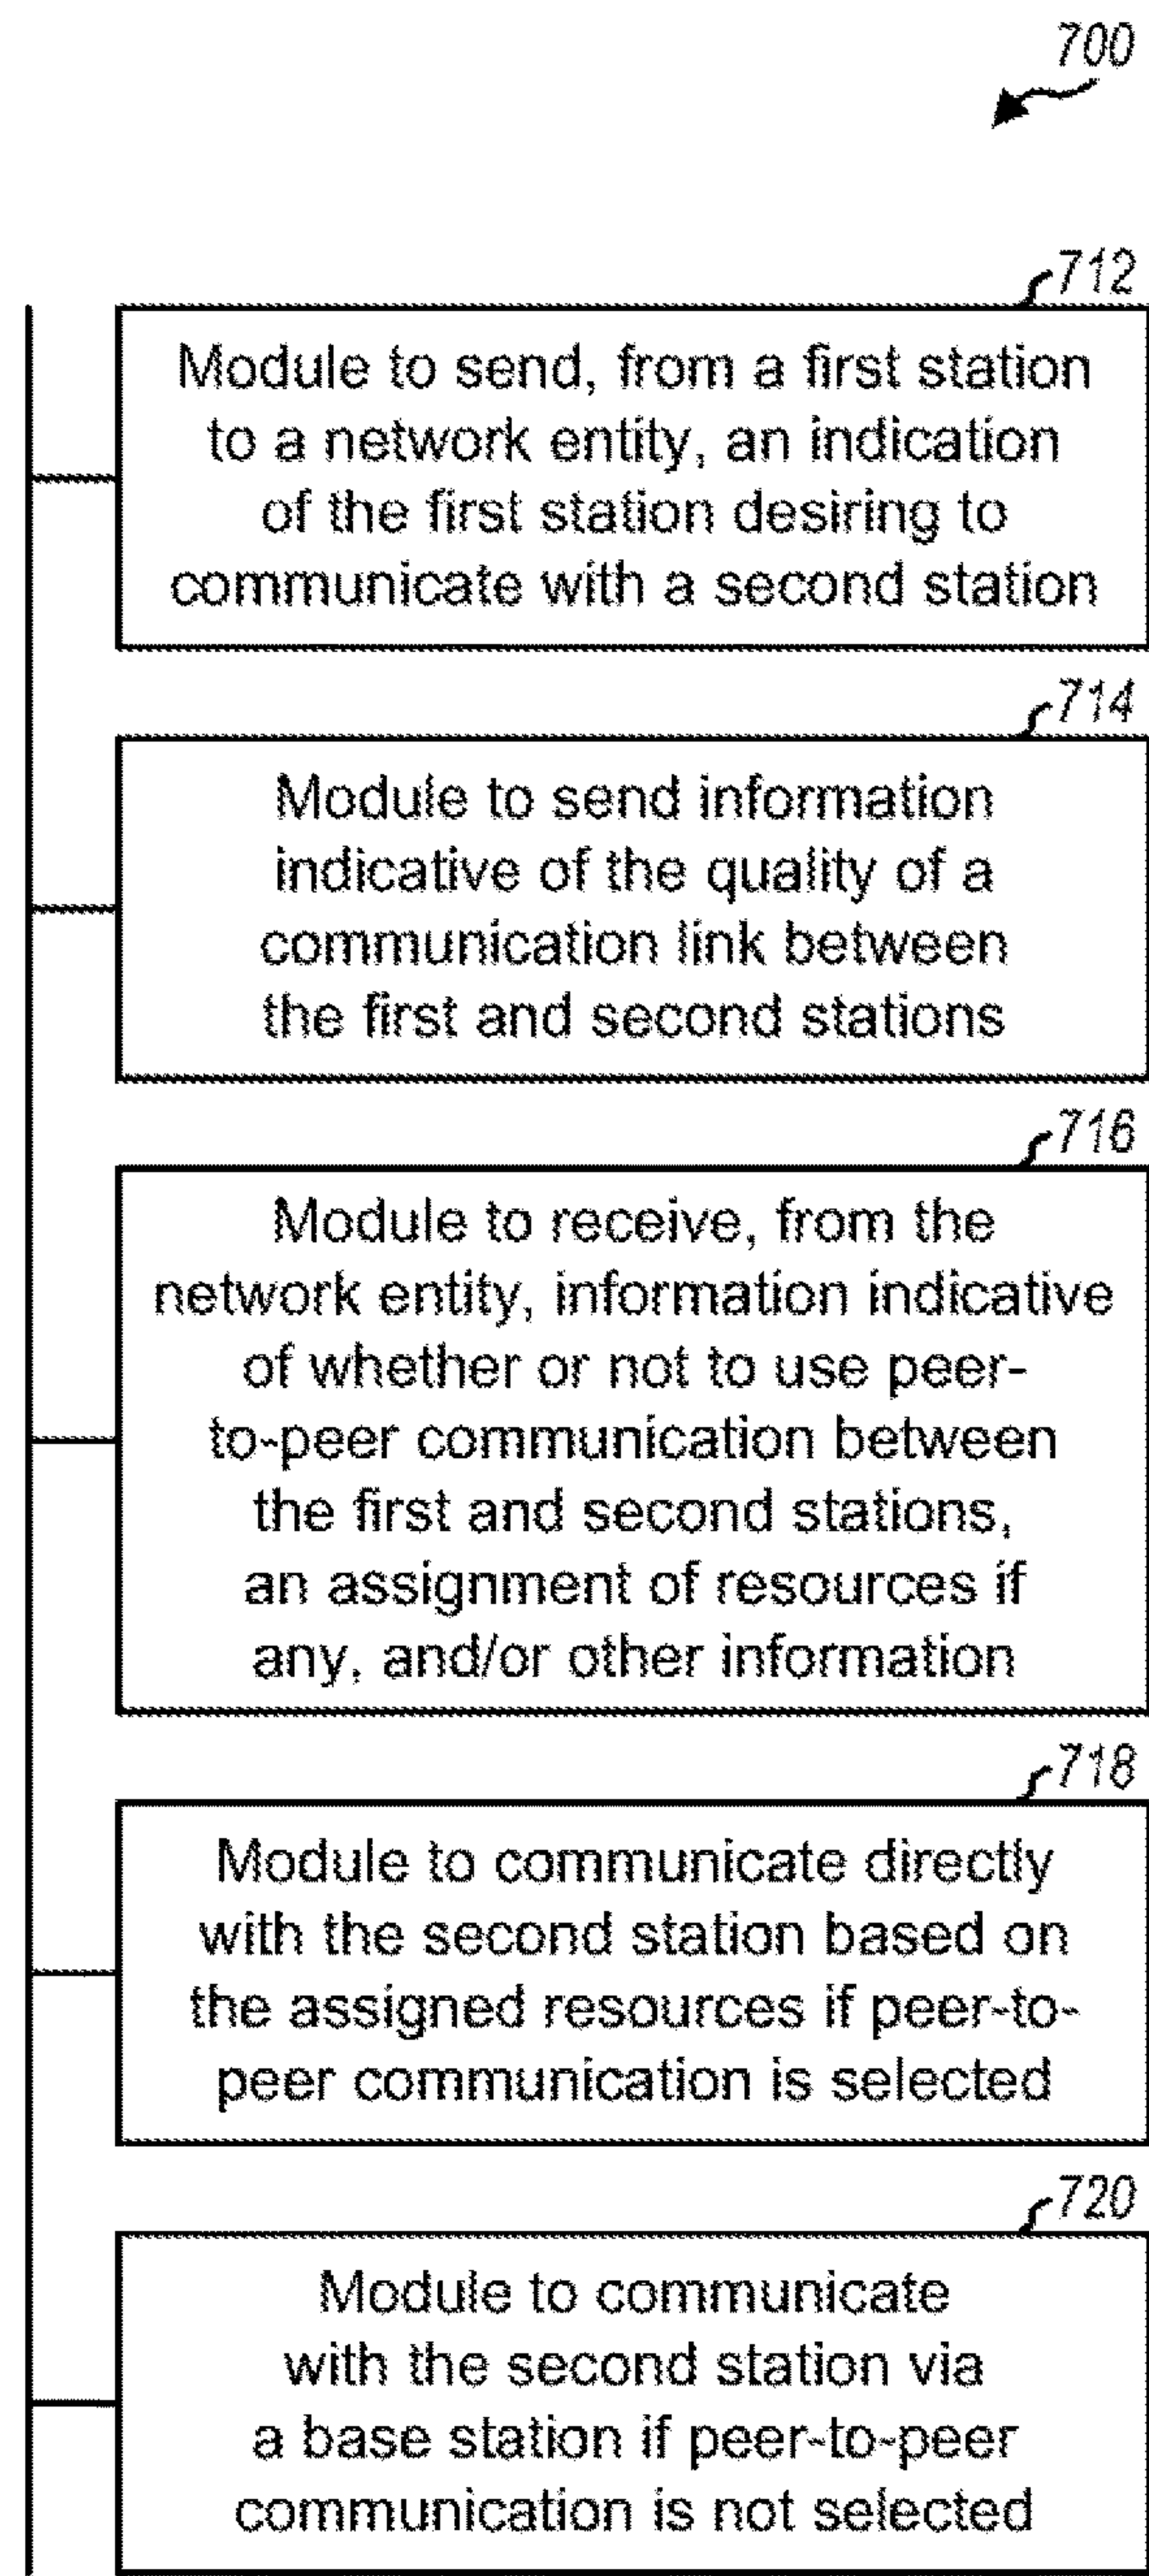 700
712
Module to send, from a first station
to a network entity, an indication
of the first station desiring to
communicate with a second station
714
Module to send information
indicative of the quality of a
communication link between
the first and second stations
716
Module to receive, from the
network entity, information indicative
of whether or not to use peer-
to-peer communication between
the first and second stations,
an assignment of resources if
any, and/or other information
718
Module to communicate directly
with the second station based on
the assigned resources if peer-to-
peer communication is selected
720
Module to communicate
with the second station via
a base station if peer-to-peer
communication is not selected